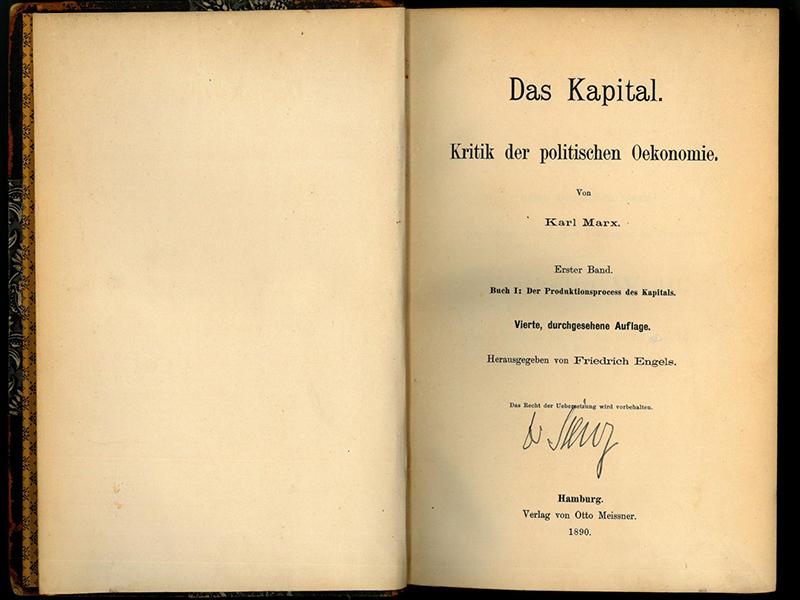 Das Kapital.
Kritik der politischen Oekonomie.
Von
Karl Marx.
Erster Band.
Buch I: Der Produktionsprocess des Kapitals.
Vierte, durchgesehene Auflage.
Herausgegeben von Friedrich Engels.
Das Recht der Uebersetzung wird vorbehalten.
Hamburg.
Verlag von Otto Meissner.
1890.